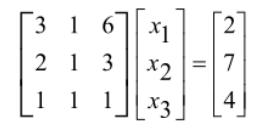 [3 1 6] [x₁] [2]
[2 1 3] [x₂] = [7]
[1 1 1] [x₃] [4]